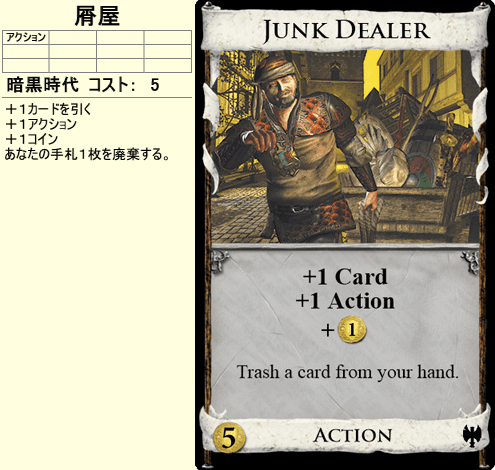 屑屋
アクション
暗黒時代 コスト： 5
＋1カードを引く
＋1アクション
＋1コイン
あなたの手札1枚を廃棄する。
JUNK DEALER
+1 Card
+1 Action
+ 1
Trash a card from your hand.
5 ACTION